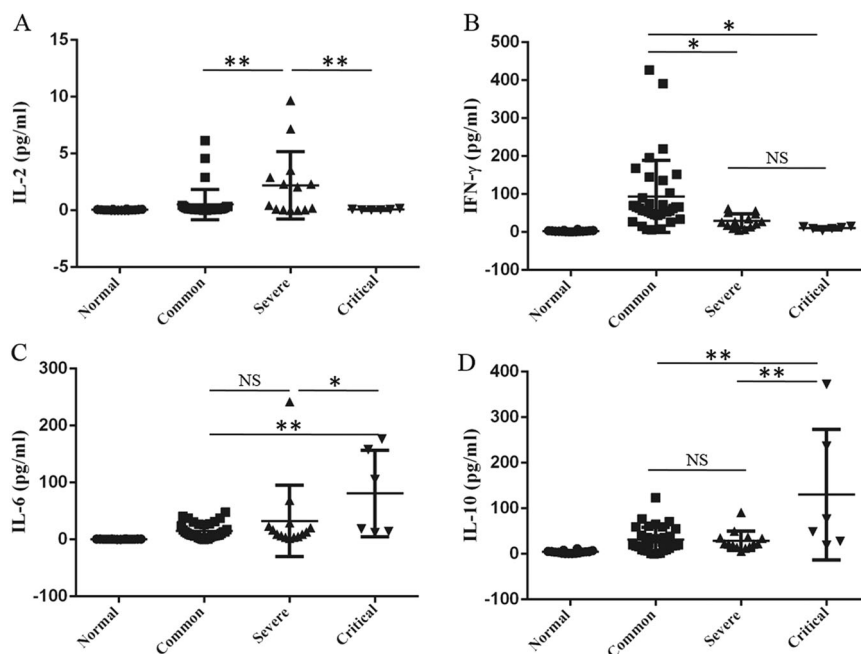 A
IL-2 (pg/ml)
15
10
5
0
-5
** **
Normal Common Severe Critical
B
IFN-γ (pg/ml)
500
400
300
200
100
0
-100
*
*
NS
Normal Common Severe Critical
C
IL-6 (pg/ml)
300
200
100
0
-100
NS *
**
Normal Common Severe Critical
D
IL-10 (pg/ml)
400
300
200
100
0
-100
**
**
NS
Normal Common Severe Critical